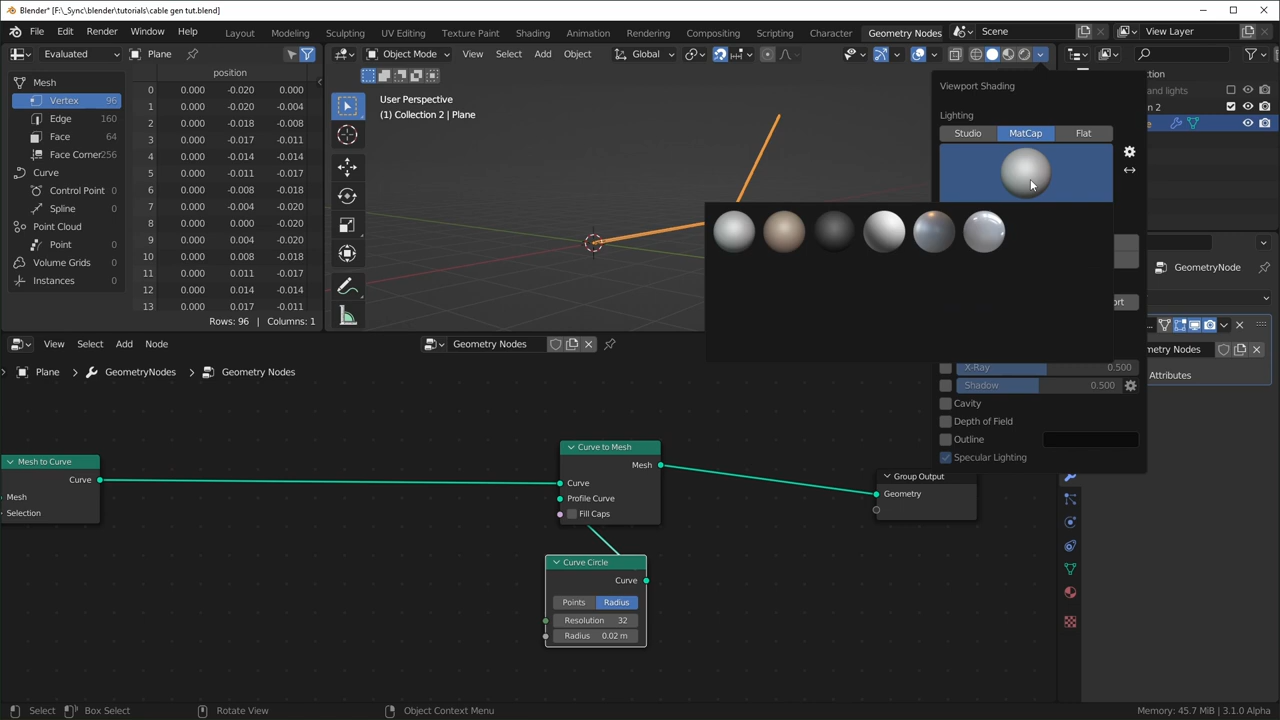 Blender* [F:\_Sync\blender\tutorials\cable gen tut.blend]
File Edit Render Window Help Layout Modeling Sculpting UV Editing Texture Paint Shading Animation Rendering Compositing Scripting Character Geometry Nodes Scene View Layer
Evaluated Plane
Object Mode View Select Add Object Global
position
Mesh
Vertex 96
Edge 160
Face 64
Face Corner 256
Curve
Control Point 0
Spline 0
Point Cloud
Point 0
Volume Grids 0
Instances 0
0 0.000 -0.020 0.000
1 0.000 -0.020 -0.004
2 0.000 -0.018 -0.008
3 0.000 -0.017 -0.011
4 0.000 -0.014 -0.014
5 0.000 -0.011 -0.017
6 0.000 -0.008 -0.018
7 0.000 -0.004 -0.020
8 0.000 0.000 -0.020
9 0.000 0.004 -0.020
10 0.000 0.008 -0.018
11 0.000 0.011 -0.017
12 0.000 0.014 -0.014
13 0.000 0.017 -0.011
Rows: 96 | Columns: 1
User Perspective
(1) Collection 2 | Plane
Viewport Shading
Lighting
Studio MatCap Flat
X-Ray 0.500
Shadow 0.500
Cavity
Depth of Field
Outline
Specular Lighting
ction
and lights
n 2
e
GeometryNode
ort
metry Nodes
Attributes
View Select Add Node Geometry Nodes
Plane GeometryNodes Geometry Nodes
Mesh to Curve
Curve
Mesh
Selection
Curve to Mesh
Mesh
Curve
Profile Curve
Fill Caps
Curve Circle
Curve
Points Radius
Resolution 32
Radius 0.02 m
Group Output
Geometry
Select Box Select Rotate View Object Context Menu Memory: 45.7 MiB | 3.1.0 Alpha